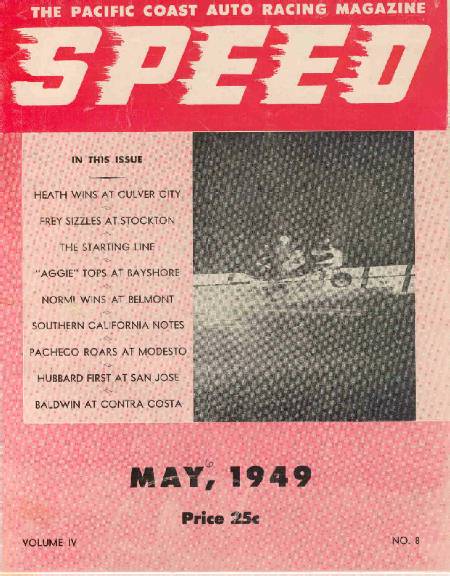 THE PACIFIC COAST AUTO RACING MAGAZINE
SPEED
IN THIS ISSUE
HEATH WINS AT CULVER CITY
FREY SIZZLES AT STOCKTON
THE STARTING LINE
"AGGIE" TOPS AT BAYSHORE
NORMI WINS AT BELMONT
SOUTHERN CALIFORNIA NOTES
PACHECO ROARS AT MODESTO
HUBBARD FIRST AT SAN JOSE
BALDWIN AT CONTRA COSTA
MAY, 6 1949
Price 25c
VOLUME IV
NO. 8